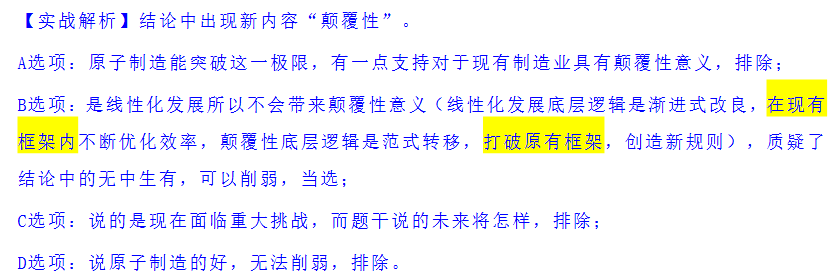 【实战解析】结论中出现新内容“颠覆性”。
A选项：原子制造能突破这一极限，有一点支持对于现有制造业具有颠覆性意义，排除；
B选项：是线性化发展所以不会带来颠覆性意义（线性化发展底层逻辑是渐进式改良，在现有
框架内不断优化效率，颠覆性底层逻辑是范式转移，打破原有框架，创造新规则），质疑了
结论中的无中生有，可以削弱，当选；
C选项：说的是现在面临重大挑战，而题干说的未来将怎样，排除；
D选项：说原子制造的好，无法削弱，排除。